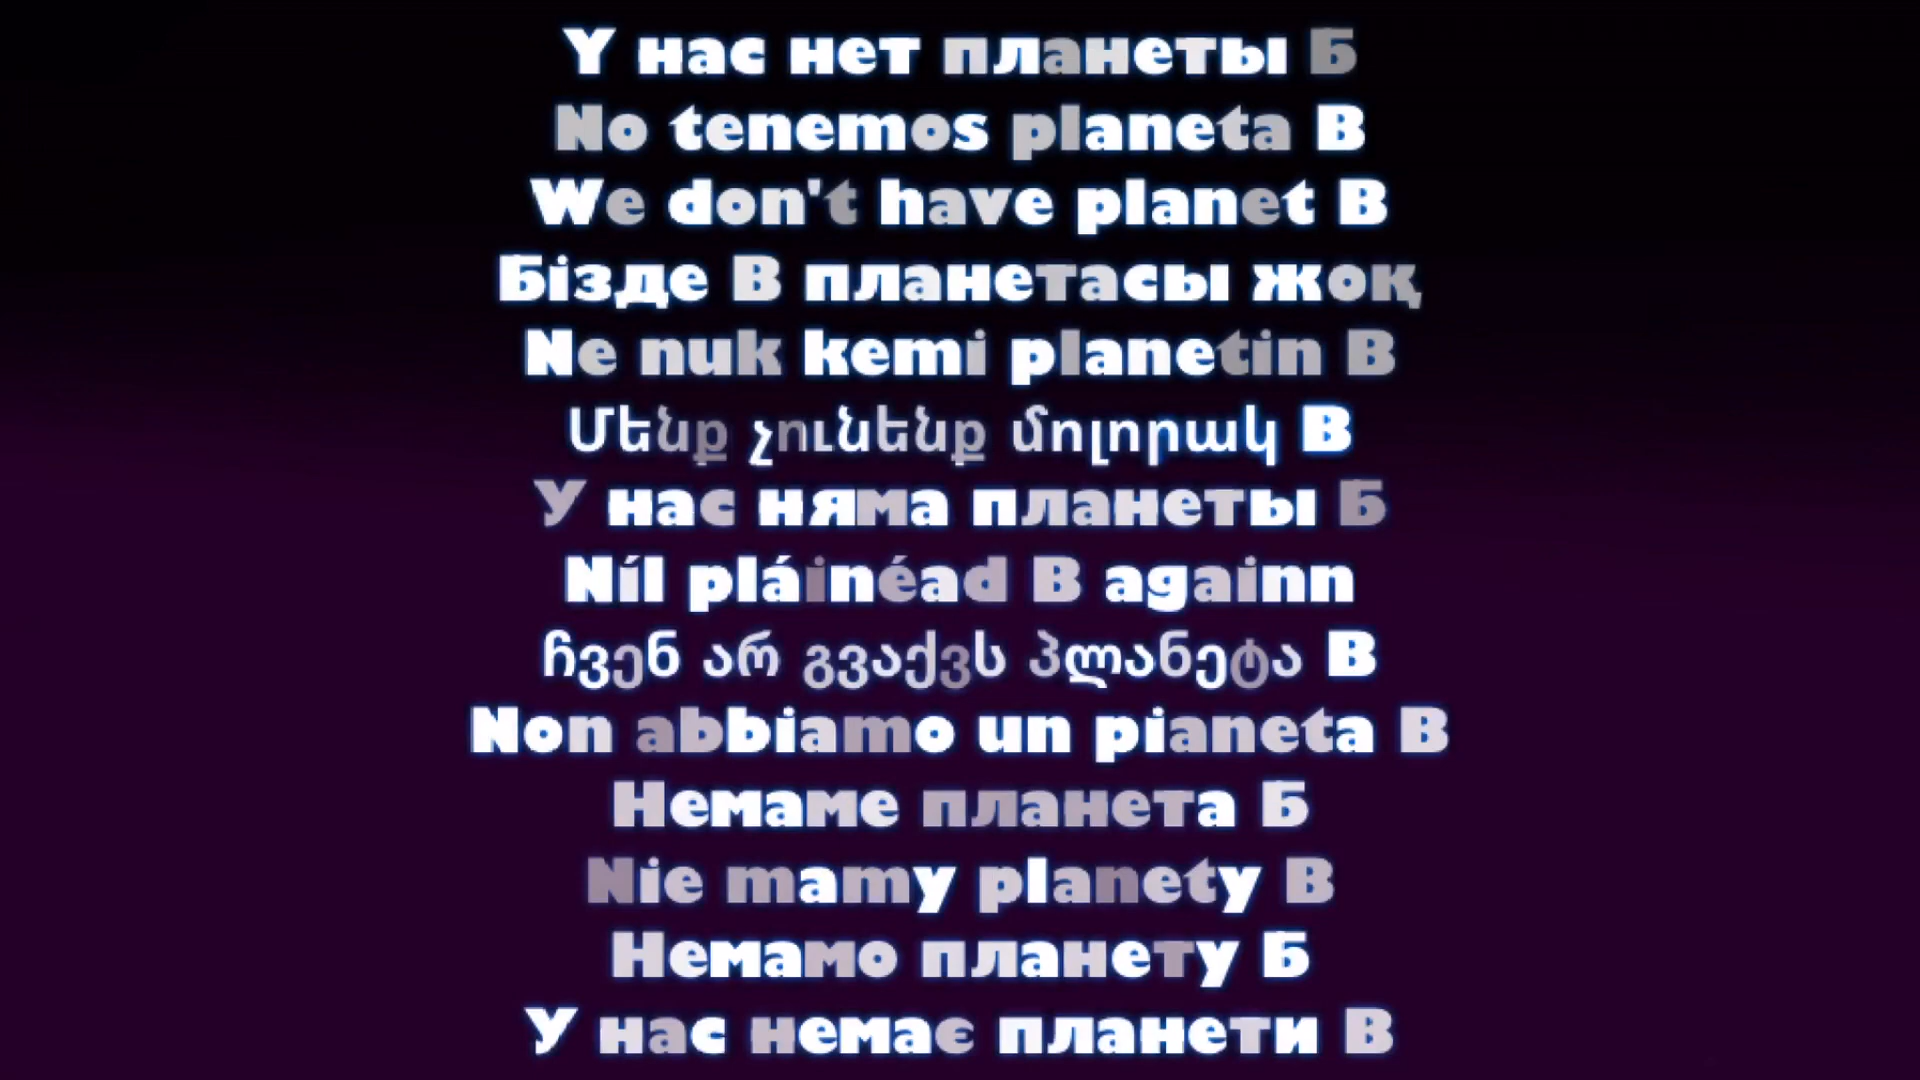 У нас нет планеты Б
No tenemos planeta B
We don't have planet B
Бізде В планетасы жоқ
Ne nuk kemi planetin B
Մենք չունենք մոլորակ B
У нас няма планеты Б
Níl pláinéad B againn
ჩვენ არ გვაქვს პლანეტა B
Non abbiamo un pianeta B
Немаме планета Б
Nie mamy planety B
Немамо планету Б
У нас немає планети В